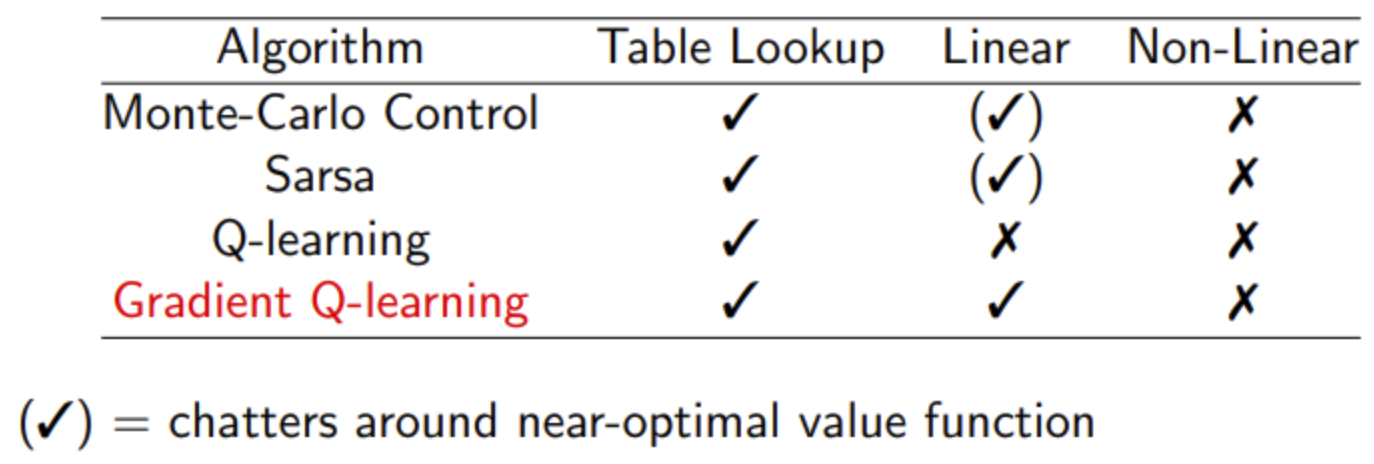 Algorithm Table Lookup Linear Non-Linear
Monte-Carlo Control ✓ (✓) ✗
Sarsa ✓ (✓) ✗
Q-learning ✓ ✗ ✗
Gradient Q-learning ✓ ✓ ✗
(✓) = chatters around near-optimal value function